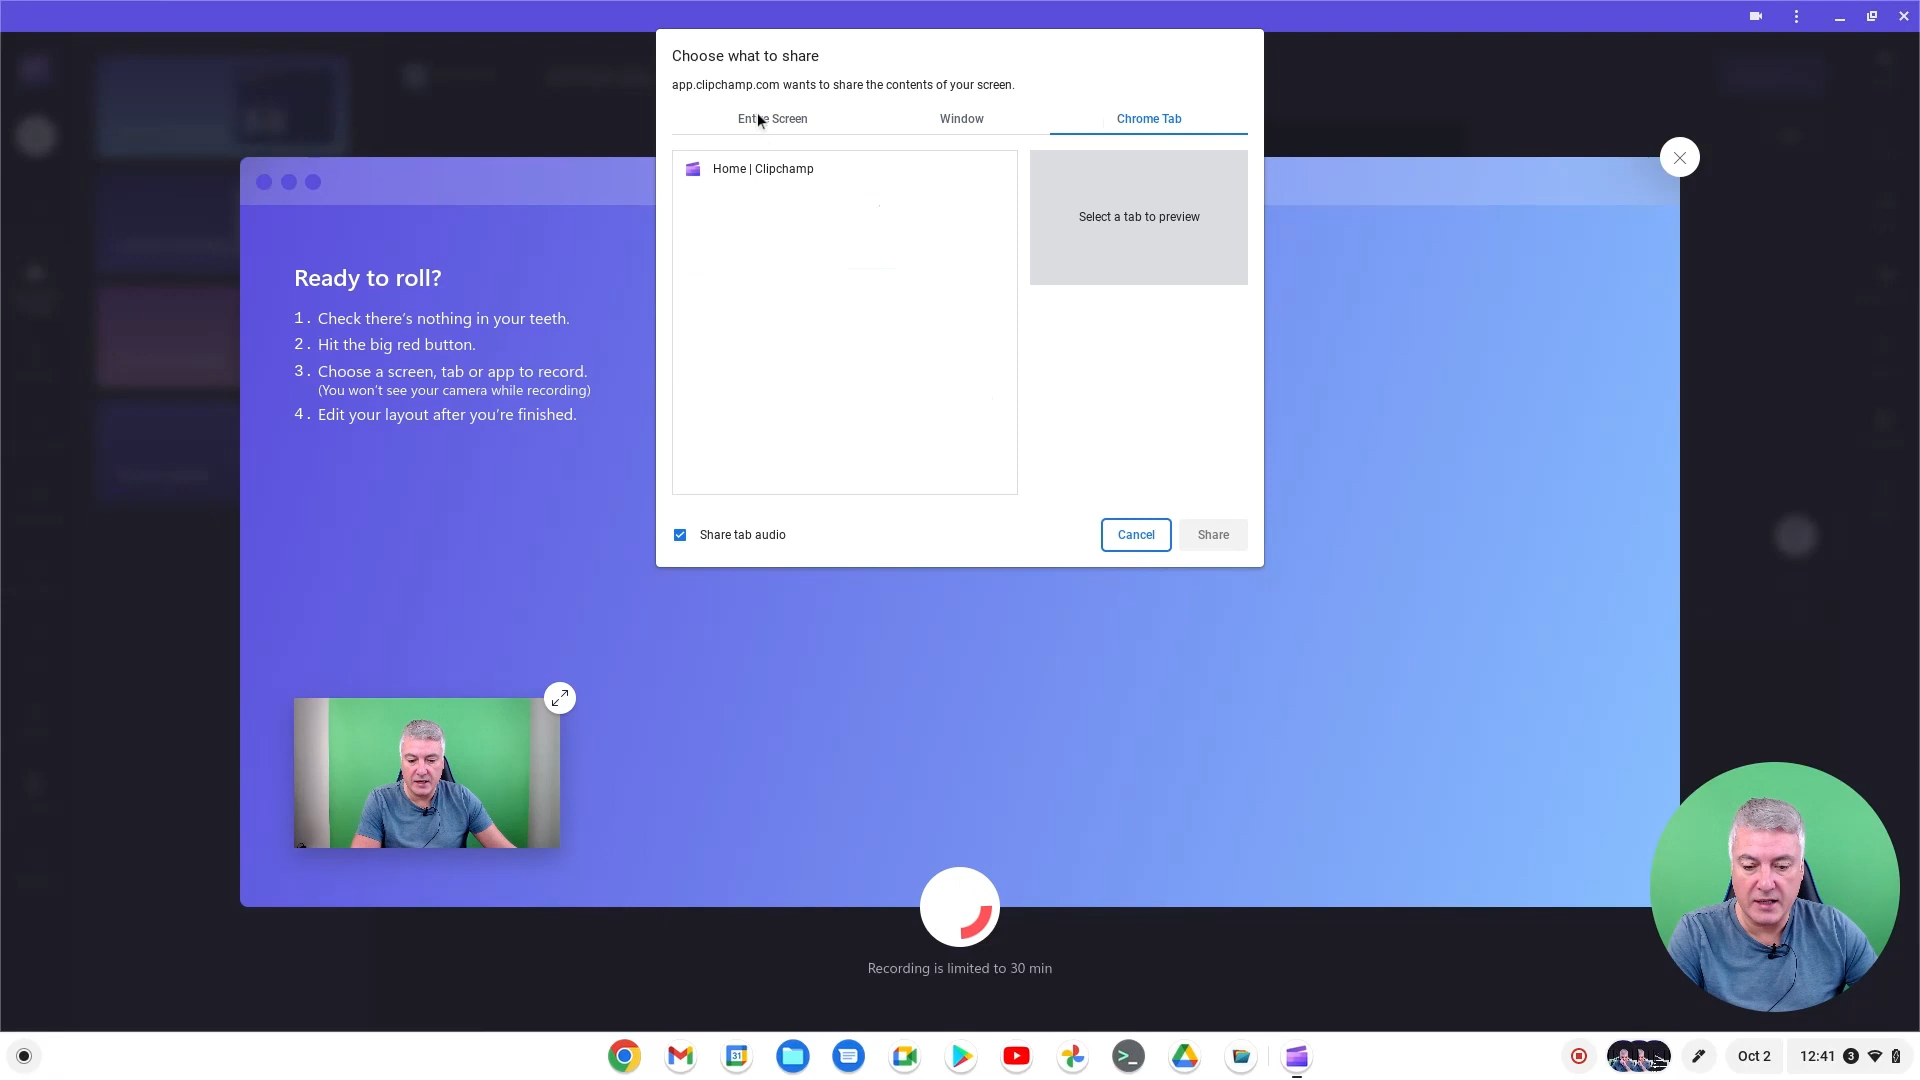 Choose what to share
app.clipchamp.com wants to share the contents of your screen.
Entire Screen
Window
Chrome Tab
Home | Clipchamp
Select a tab to preview
Share tab audio
Cancel
Share
Ready to roll?
1. Check there's nothing in your teeth.
2. Hit the big red button.
3. Choose a screen, tab or app to record.
(You won't see your camera while recording)
4. Edit your layout after you're finished.
Recording is limited to 30 min
31
Oct 2
12:41
3